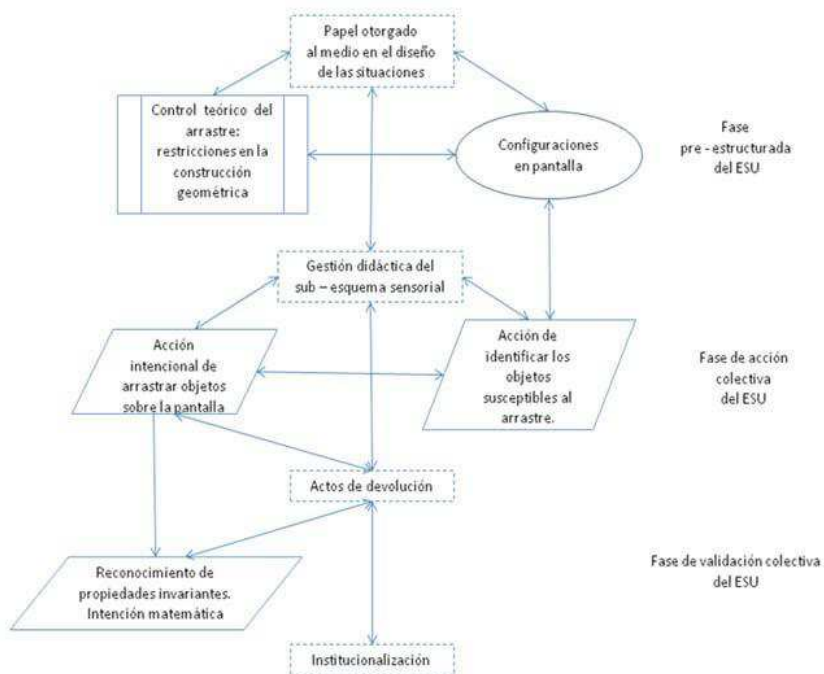 Papel otorgado
al medio en el diseño
de las situaciones
Control teórico del
arrastre:
restricciones en la
construcción
geométrica
Configuraciones
en pantalla
Fase
pre - estructurada
del ESU
Gestión didáctica del
sub – esquema sensorial
Acción
intencional de
arrastrar objetos
sobre la pantalla
Acción de
identificar los
objetos
susceptibles al
arrastre.
Fase de acción
colectiva
del ESU
Actos de devolución
Reconocimiento de
propiedades invariantes.
Intención matemática
Fase de validación colectiva
del ESU
Institucionalización